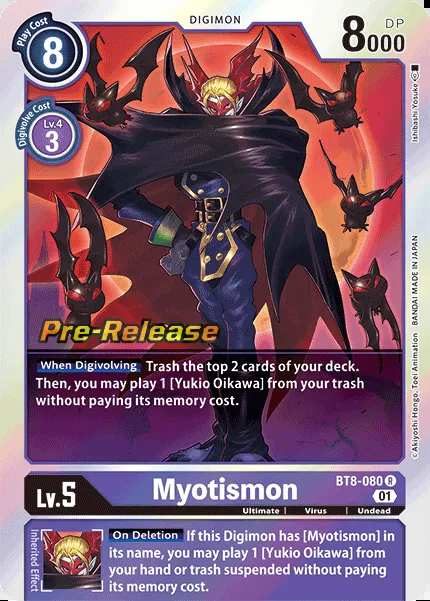 Play Cost
8
DIGIMON
DP
8000
Digivolve Cost
Lv.4
3
Ishibashi Yosuke
©Akiyoshi Hongo, Toei Animation BANDAI MADE IN JAPAN
Pre-Release
When Digivolving Trash the top 2 cards of your deck.
Then, you may play 1 [Yukio Oikawa] from your trash
without paying its memory cost.
Lv.5
Myotismon
BT8-080 R
01
Ultimate | Virus | Undead
Inherited Effect
On Deletion If this Digimon has [Myotismon] in
its name, you may play 1 [Yukio Oikawa] from
your hand or trash suspended without paying
its memory cost.